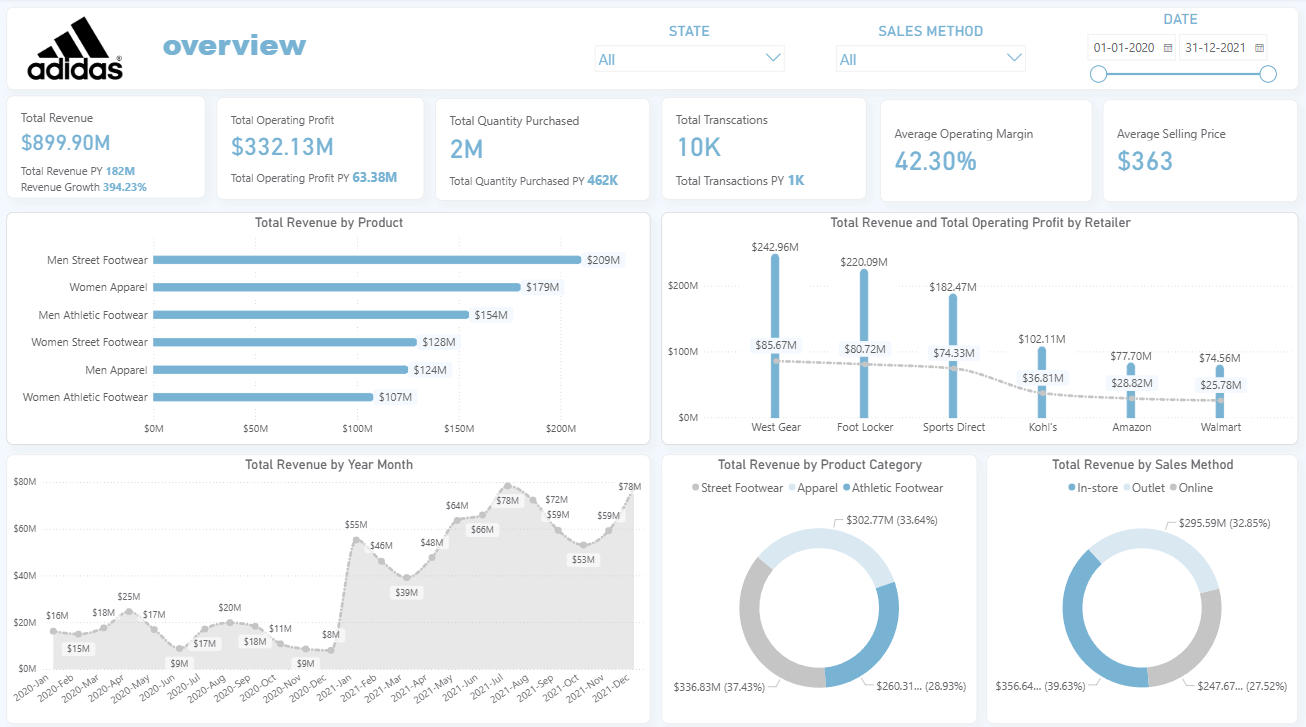 adidas
®
overview
STATE
All
SALES METHOD
All
DATE
01-01-2020
31-12-2021
Total Revenue
$899.90M
Total Revenue PY 182M
Revenue Growth 394.23%
Total Operating Profit
$332.13M
Total Operating Profit PY 63.38M
Total Quantity Purchased
2M
Total Quantity Purchased PY 462K
Total Transcations
10K
Total Transactions PY 1K
Average Operating Margin
42.30%
Average Selling Price
$363
Total Revenue by Product
Men Street Footwear $209M
Women Apparel $179M
Men Athletic Footwear $154M
Women Street Footwear $128M
Men Apparel $124M
Women Athletic Footwear $107M
$0M $50M $100M $150M $200M
Total Revenue and Total Operating Profit by Retailer
$242.96M
$220.09M
$200M
$182.47M
$102.11M
$100M
$85.67M
$80.72M
$74.33M
$77.70M
$74.56M
$36.81M
$28.82M
$25.78M
$0M
West Gear Foot Locker Sports Direct Kohl's Amazon Walmart
Total Revenue by Year Month
$80M
$60M
$40M
$20M
$0M
$16M
$15M
$18M
$25M
$17M
$9M
$17M
$20M
$18M
$11M
$9M
$8M
$55M
$46M
$39M
$48M
$64M
$66M
$78M
$72M
$59M
$53M
$59M
$78M
2020-Jan
2020-Feb
2020-Mar
2020-Apr
2020-May
2020-Jun
2020-Jul
2020-Aug
2020-Sep
2020-Oct
2020-Nov
2020-Dec
2021-Jan
2021-Feb
2021-Mar
2021-Apr
2021-May
2021-Jun
2021-Jul
2021-Aug
2021-Sep
2021-Oct
2021-Nov
2021-Dec
Total Revenue by Product Category
Street Footwear Apparel Athletic Footwear
$302.77M (33.64%)
$336.83M (37.43%)
$260.31... (28.93%)
Total Revenue by Sales Method
In-store Outlet Online
$295.59M (32.85%)
$356.64... (39.63%)
$247.67... (27.52%)